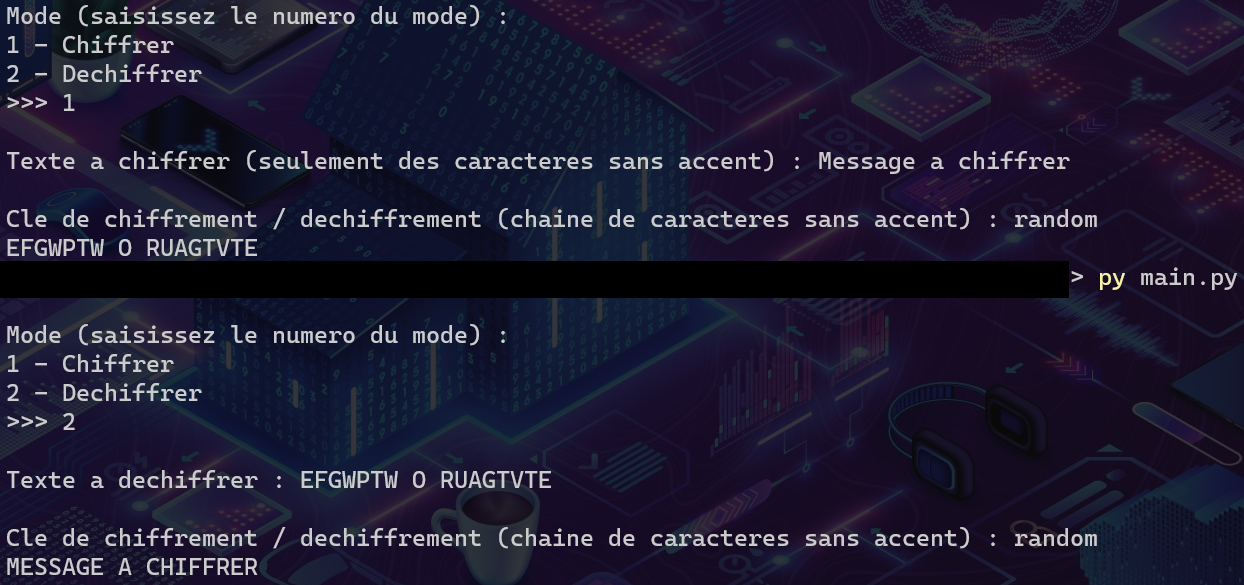 Mode (saisissez le numero du mode) :
1 - Chiffrer
2 - Dechiffrer
>>> 1
Texte a chiffrer (seulement des caracteres sans accent) : Message a chiffrer
Cle de chiffrement / dechiffrement (chaine de caracteres sans accent) : random
EFGWPTW O RUAGTVTE
> py main.py
Mode (saisissez le numero du mode) :
1 - Chiffrer
2 - Dechiffrer
>>> 2
Texte a dechiffrer : EFGWPTW O RUAGTVTE
Cle de chiffrement / dechiffrement (chaine de caracteres sans accent) : random
MESSAGE A CHIFFRER